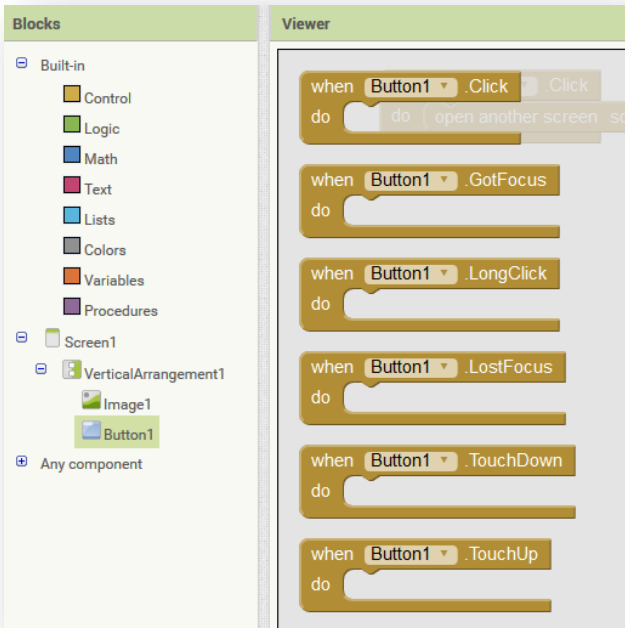 Blocks
Built-in
Control
Logic
Math
Text
Lists
Colors
Variables
Procedures
Screen1
VerticalArrangement1
Image1
Button1
Any component
Viewer
when Button1 .Click
do
.Click
do open another screen
when Button1 .GotFocus
do
when Button1 .LongClick
do
when Button1 .LostFocus
do
when Button1 .TouchDown
do
when Button1 .TouchUp
do